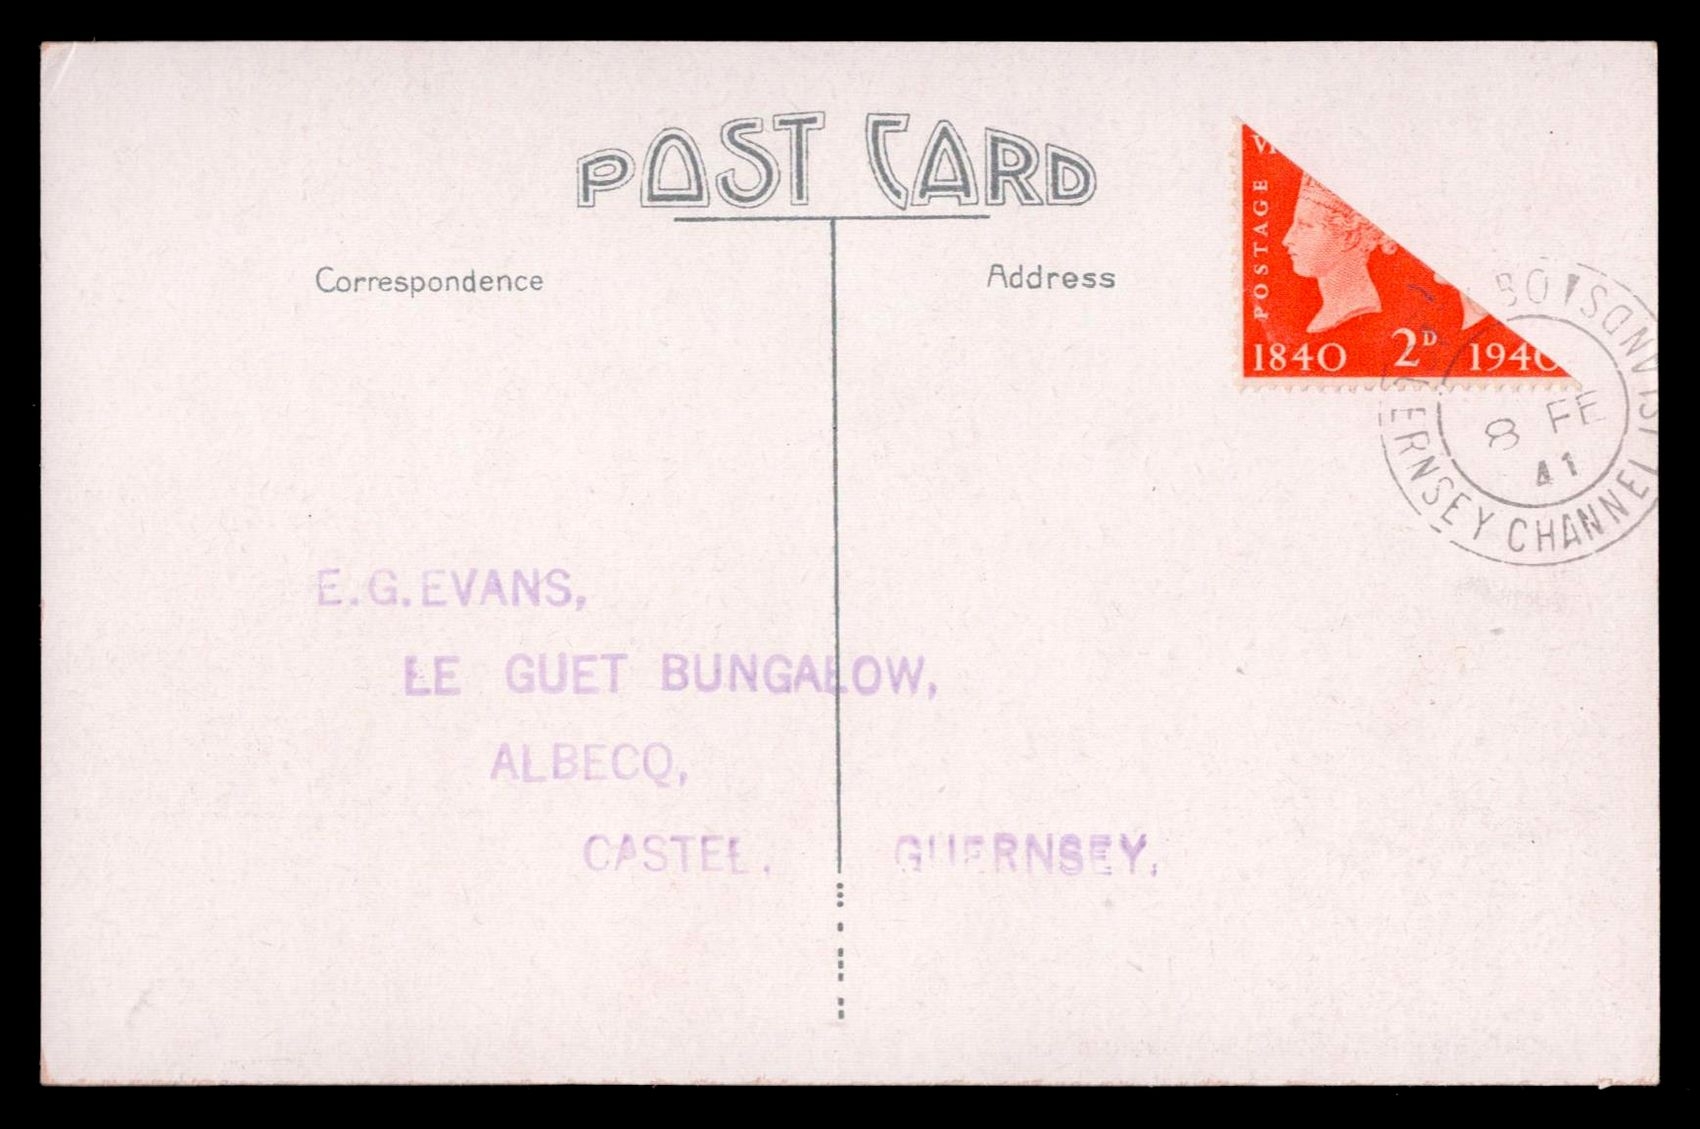 POST CARD
Correspondence
Address
POSTAGE
1840 2D 1940
8 FE
41
CHANNEL ISLANDS
E.G.EVANS,
LE GUET BUNGALOW,
ALBECQ,
CASTEL. GUERNSEY.